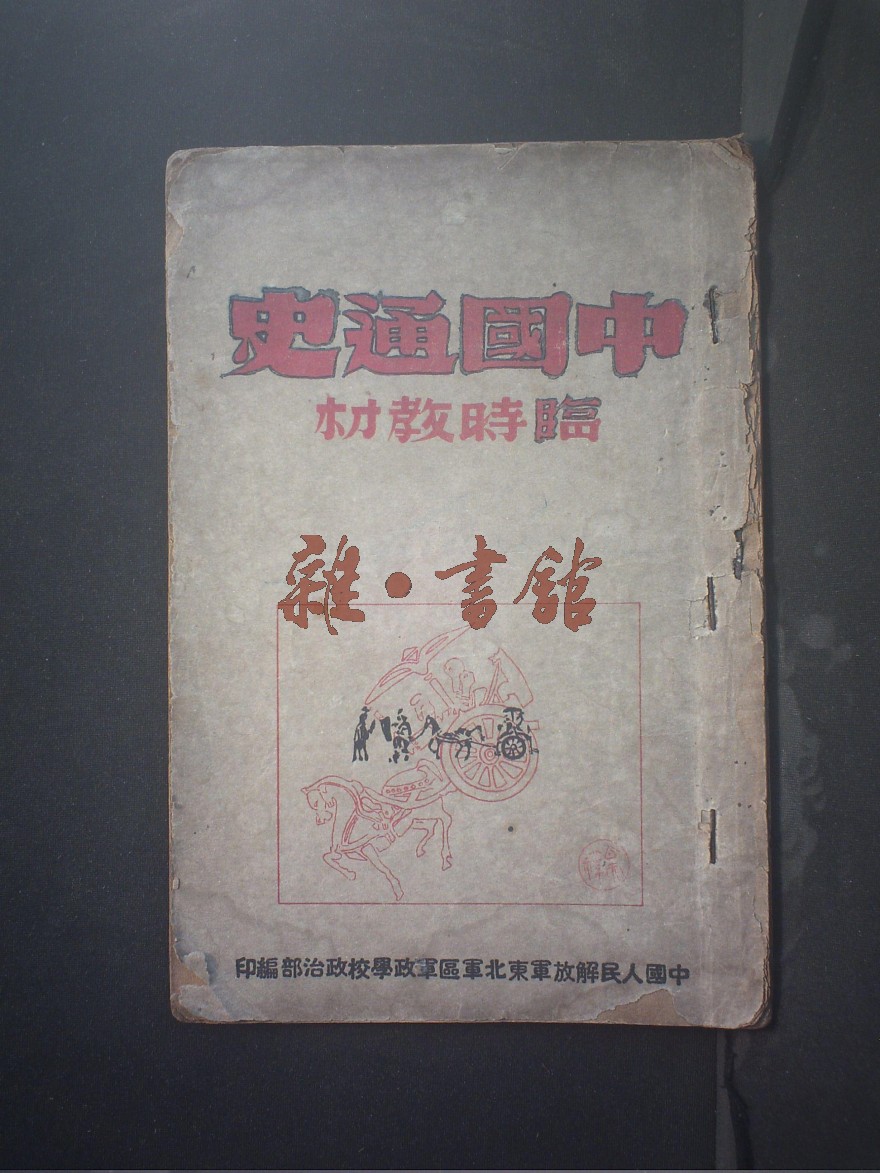 中國通史
臨時教材
雜·書館
中國人民解放軍東北軍區軍政學校政治部編印